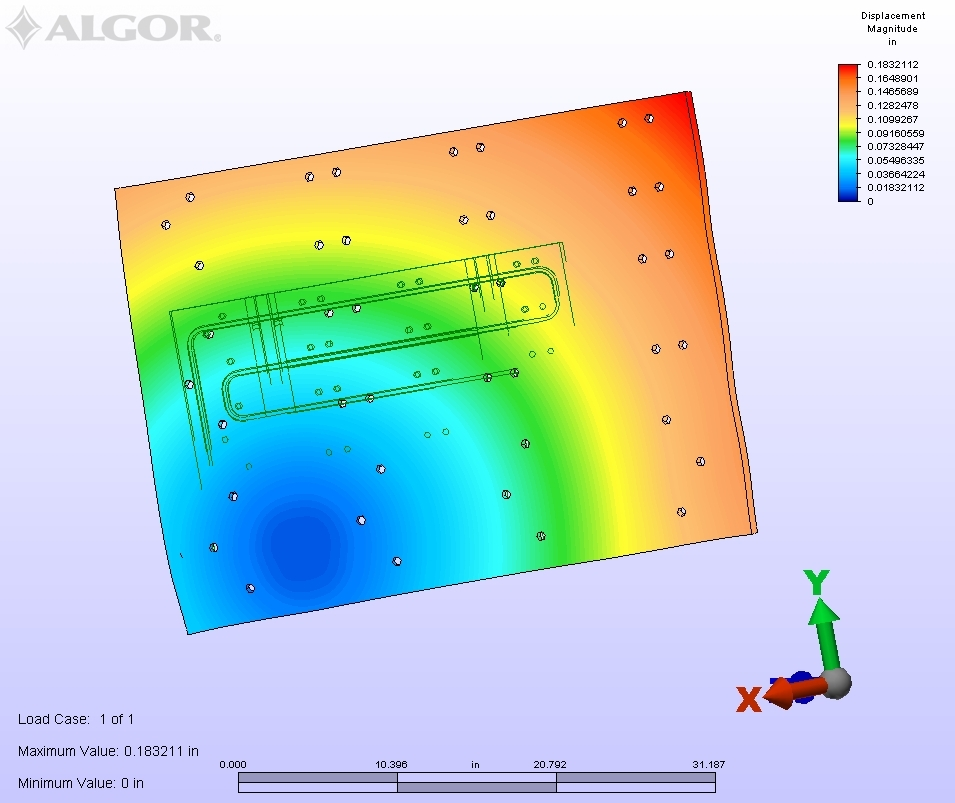 ALGOR®
Displacement
Magnitude
in
0.1832112
0.1648901
0.1465689
0.1282478
0.1099267
0.09160559
0.07328447
0.05496335
0.03664224
0.01832112
0
Y
X
Load Case: 1 of 1
Maximum Value: 0.183211 in
Minimum Value: 0 in
0.000 10.396 in 20.792 31.187